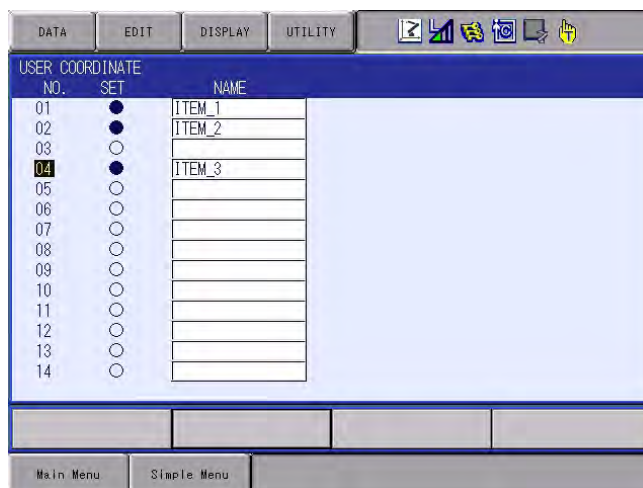 DATA EDIT DISPLAY UTILITY
USER COORDINATE
NO. SET NAME
01 ITEM_1
02 ITEM_2
03
04 ITEM_3
05
06
07
08
09
10
11
12
13
14
Main Menu Simple Menu